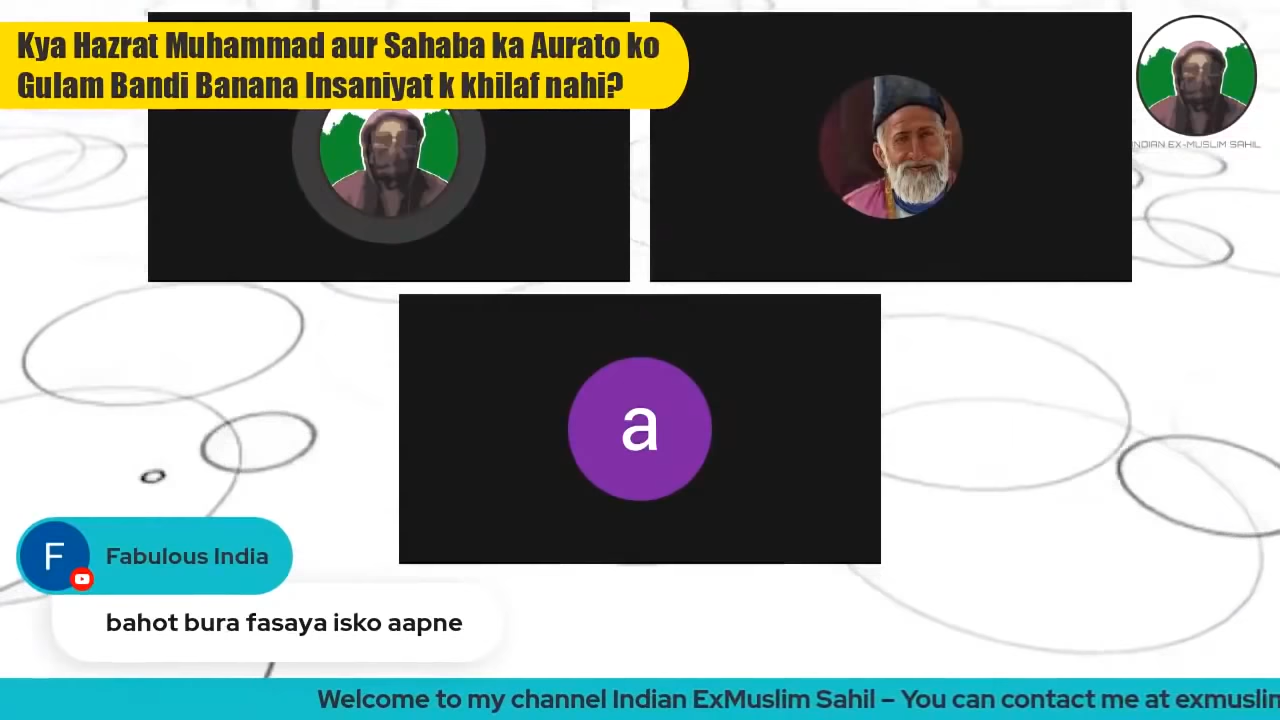 Kya Hazrat Muhammad aur Sahaba ka Aurato ko
Gulam Bandi Banana Insaniyat k khilaf nahi?
INDIAN EX-MUSLIM SAHIL
a
F
Fabulous India
bahot bura fasaya isko aapne
Welcome to my channel Indian ExMuslim Sahil – You can contact me at